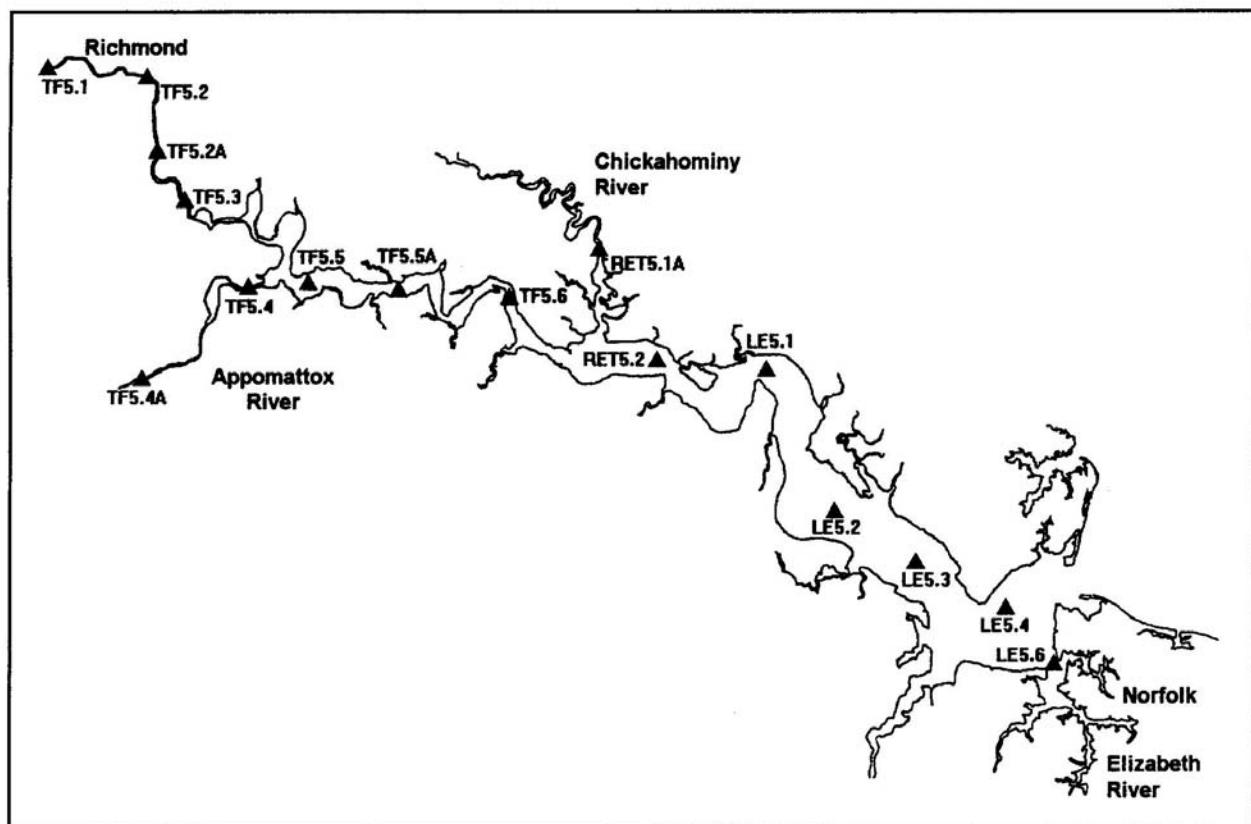 Richmond
TF5.1
TF5.2
TF5.2A
TF5.3
Chickahominy
River
RET5.1A
TF5.5
TF5.5A
TF5.4
TF5.6
TF5.4A
Appomattox
River
RET5.2
LE5.1
LE5.2
LE5.3
LE5.4
LE5.6
Norfolk
Elizabeth
River